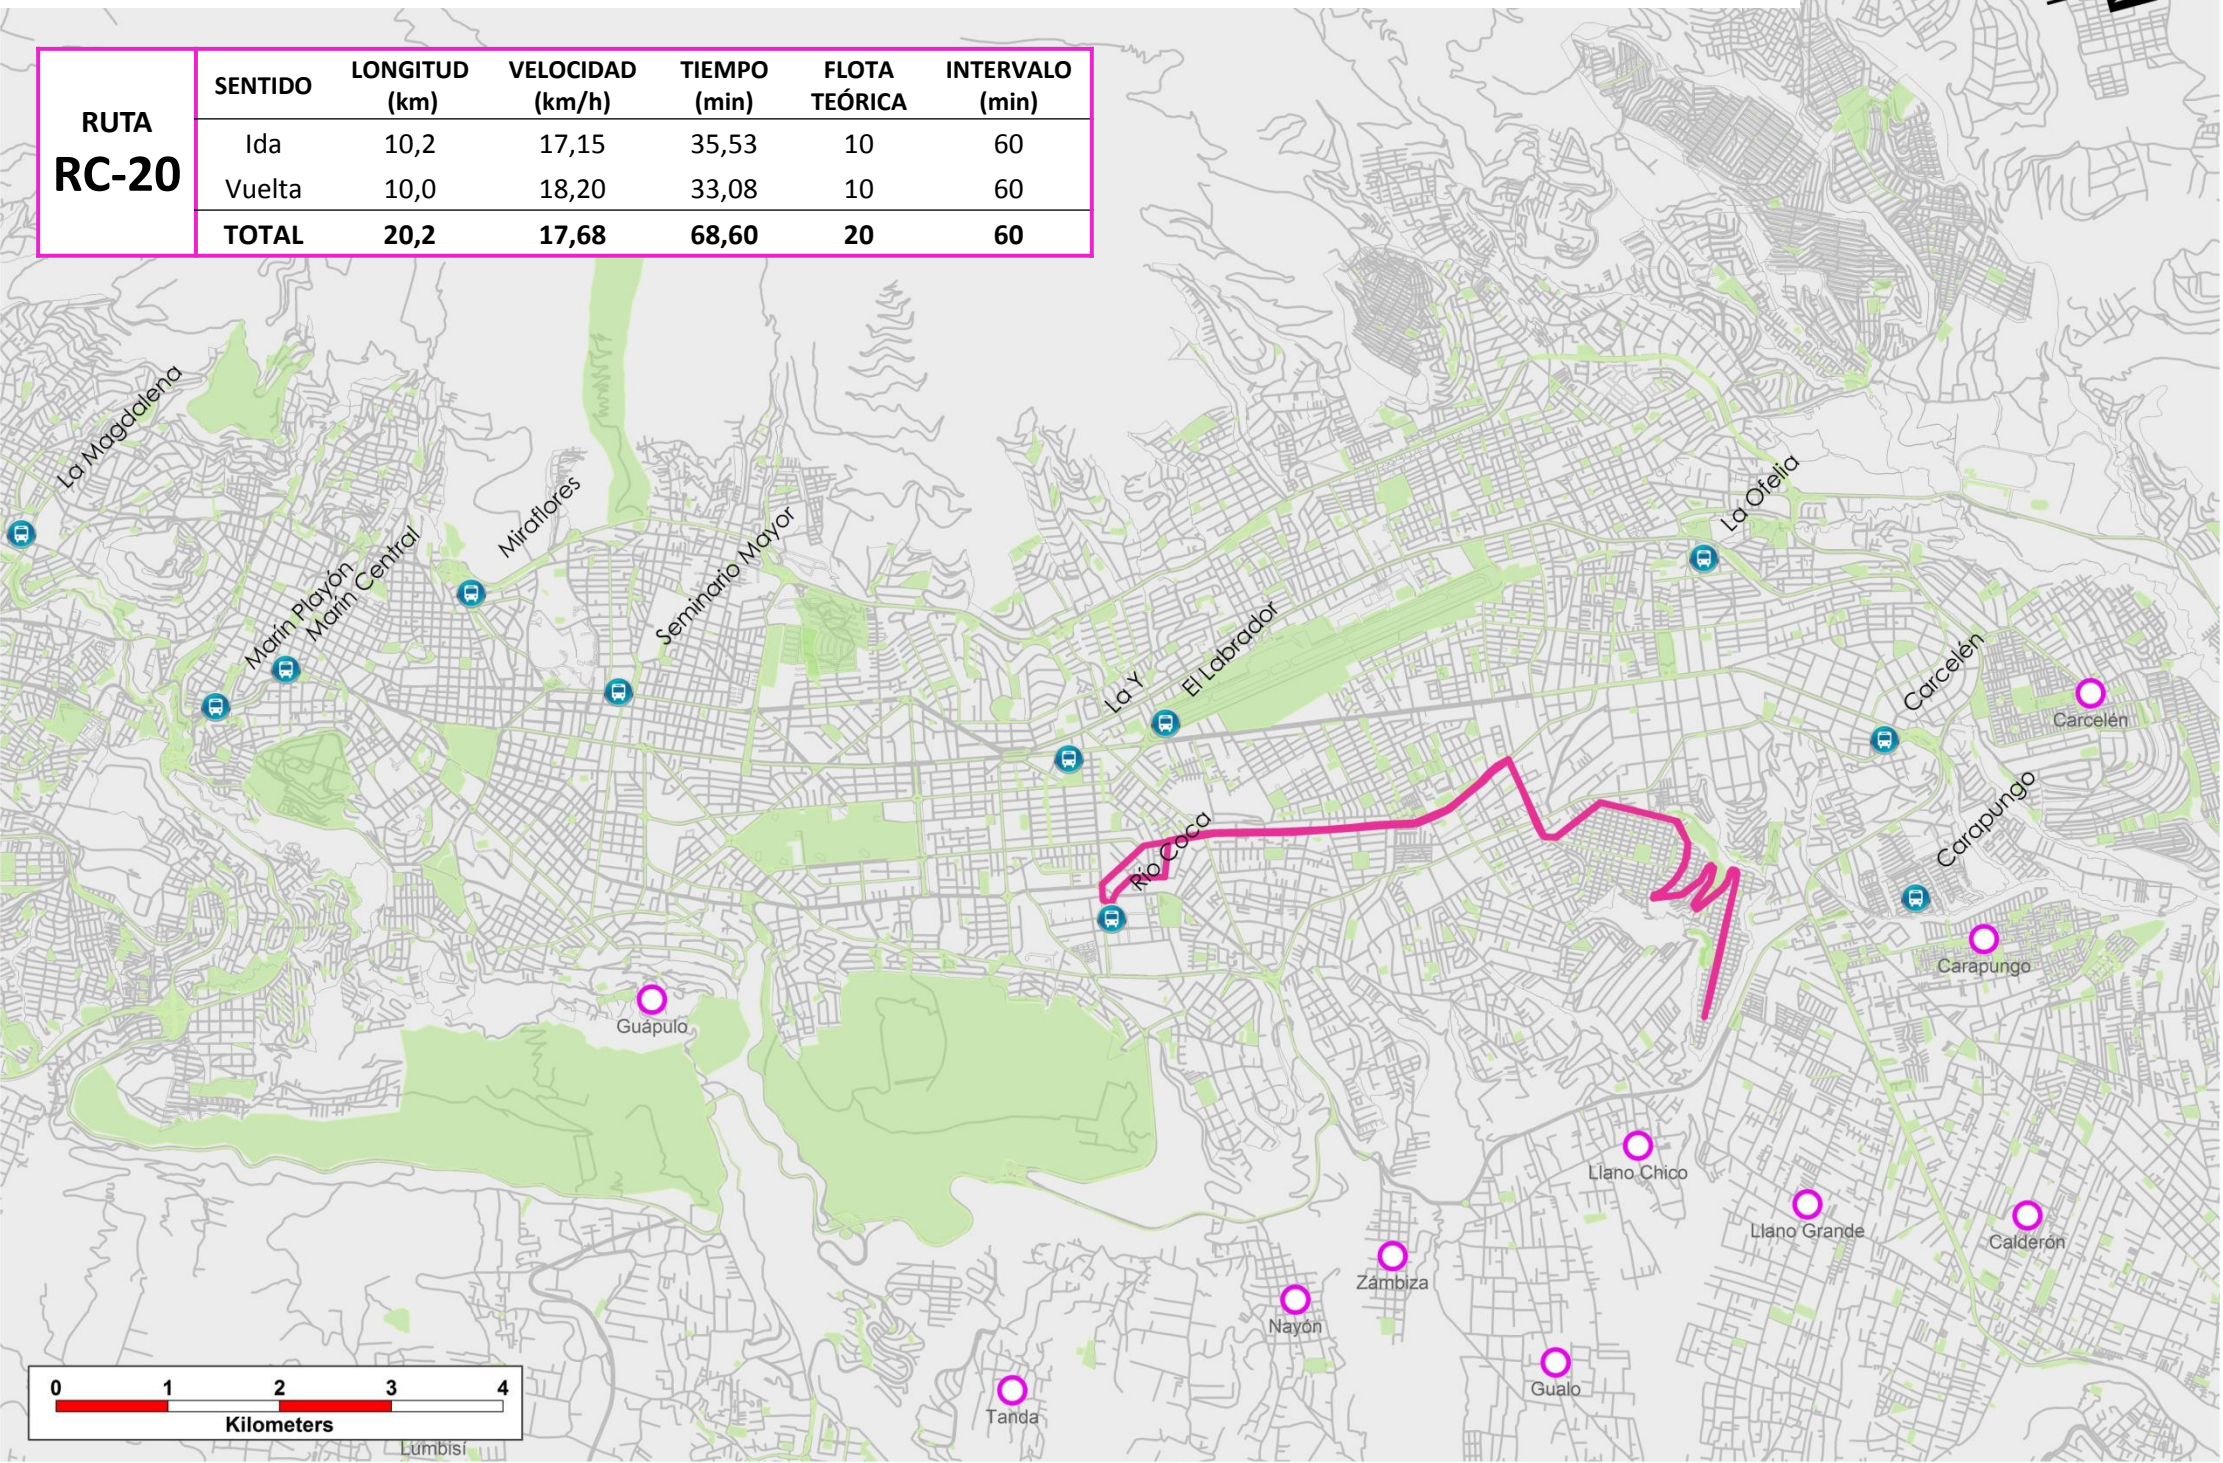 RUTA
RC-20
SENTIDO LONGITUD (km) VELOCIDAD (km/h) TIEMPO (min) FLOTA TEÓRICA INTERVALO (min)
Ida 10,2 17,15 35,53 10 60
Vuelta 10,0 18,20 33,08 10 60
TOTAL 20,2 17,68 68,60 20 60
La Magdalena
Marín Playón
Marín Central
Miraflores
Seminario Mayor
La Y
El Labrador
La Ofelia
Carcelén
Carcelén
Carapungo
Río Coca
Carapungo
Guápulo
Llano Chico
Llano Grande
Calderón
Zámbiza
Nayón
Gualo
Tanda
0 1 2 3 4
Kilometers
Lumbisí